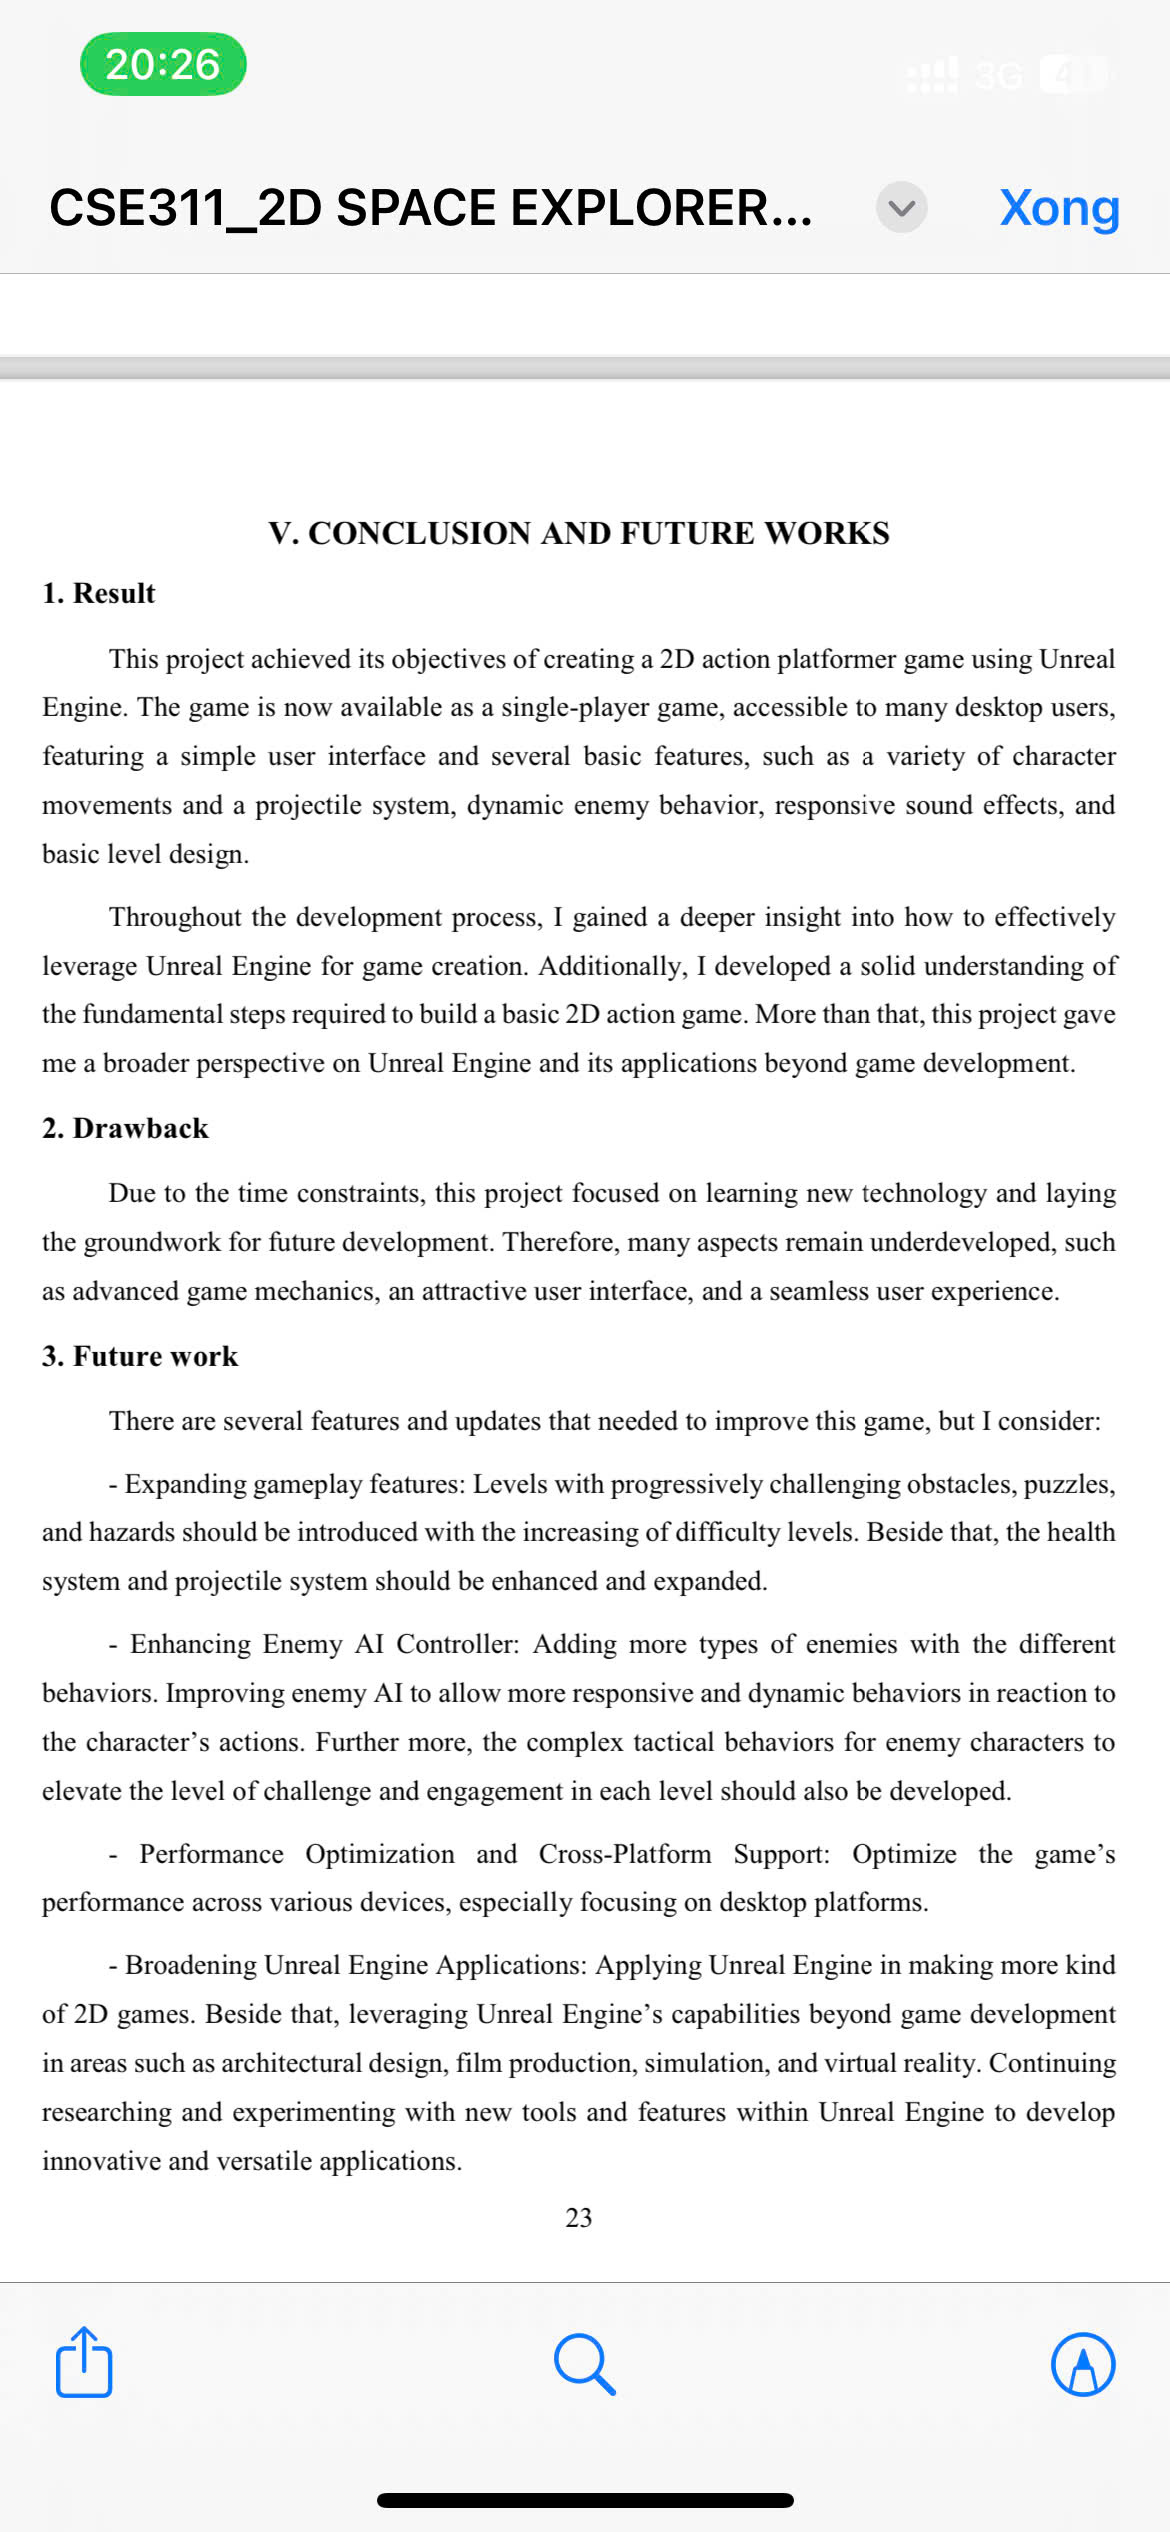 20:26
3G 4
CSE311_2D SPACE EXPLORER...
Xong
V. CONCLUSION AND FUTURE WORKS
1. Result
This project achieved its objectives of creating a 2D action platformer game using Unreal
Engine. The game is now available as a single-player game, accessible to many desktop users,
featuring a simple user interface and several basic features, such as a variety of character
movements and a projectile system, dynamic enemy behavior, responsive sound effects, and
basic level design.
Throughout the development process, I gained a deeper insight into how to effectively
leverage Unreal Engine for game creation. Additionally, I developed a solid understanding of
the fundamental steps required to build a basic 2D action game. More than that, this project gave
me a broader perspective on Unreal Engine and its applications beyond game development.
2. Drawback
Due to the time constraints, this project focused on learning new technology and laying
the groundwork for future development. Therefore, many aspects remain underdeveloped, such
as advanced game mechanics, an attractive user interface, and a seamless user experience.
3. Future work
There are several features and updates that needed to improve this game, but I consider:
- Expanding gameplay features: Levels with progressively challenging obstacles, puzzles,
and hazards should be introduced with the increasing of difficulty levels. Beside that, the health
system and projectile system should be enhanced and expanded.
- Enhancing Enemy AI Controller: Adding more types of enemies with the different
behaviors. Improving enemy AI to allow more responsive and dynamic behaviors in reaction to
the character’s actions. Further more, the complex tactical behaviors for enemy characters to
elevate the level of challenge and engagement in each level should also be developed.
- Performance Optimization and Cross-Platform Support: Optimize the game’s
performance across various devices, especially focusing on desktop platforms.
- Broadening Unreal Engine Applications: Applying Unreal Engine in making more kind
of 2D games. Beside that, leveraging Unreal Engine’s capabilities beyond game development
in areas such as architectural design, film production, simulation, and virtual reality. Continuing
researching and experimenting with new tools and features within Unreal Engine to develop
innovative and versatile applications.
23